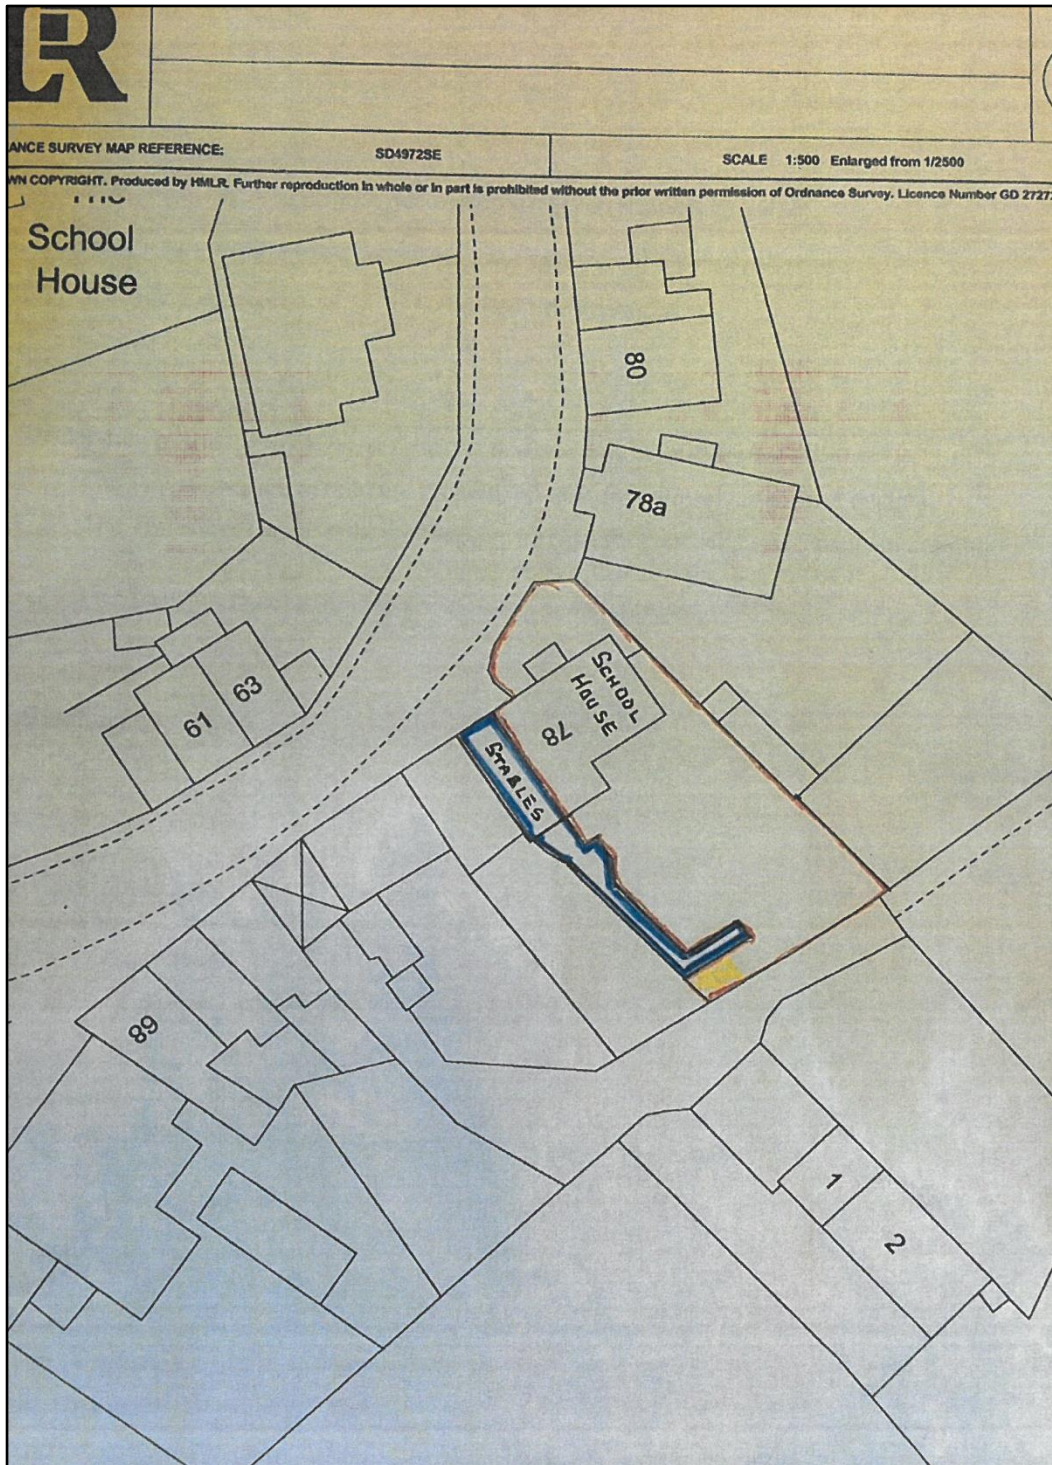 ANCE SURVEY MAP REFERENCE:
SD4972SE
SCALE 1:500 Enlarged from 1/2500
WN COPYRIGHT. Produced by HMLR. Further reproduction in whole or in part is prohibited without the prior written permission of Ordnance Survey. Licence Number GD 2727
School
House
80
78a
63
61
SCHOOL
HOUSE
78
STABLES
89
1
2